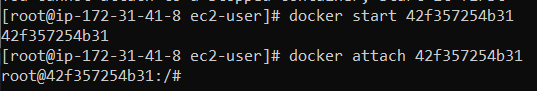 [root@ip-172-31-41-8 ec2-user]# docker start 42f357254b31
42f357254b31
[root@ip-172-31-41-8 ec2-user]# docker attach 42f357254b31
root@42f357254b31:/#